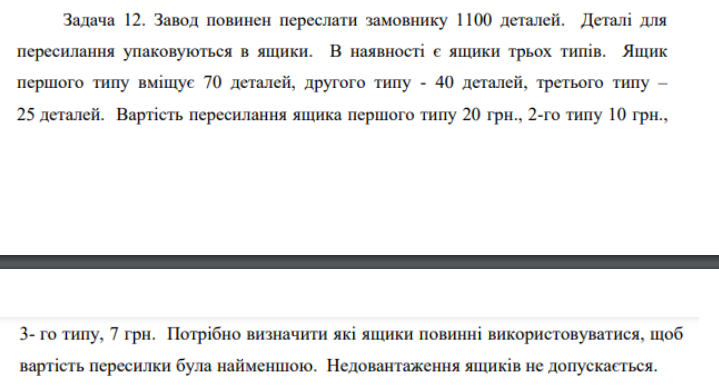 Задача 12. Завод повинен переслати замовнику 1100 деталей. Деталі для
пересилання упаковуються в ящики. В наявності є ящики трьох типів. Ящик
першого типу вміщує 70 деталей, другого типу - 40 деталей, третього типу –
25 деталей. Вартість пересилання ящика першого типу 20 грн., 2-го типу 10 грн.,
3- го типу, 7 грн. Потрібно визначити які ящики повинні використовуватися, щоб
вартість пересилки була найменшою. Недовантаження ящиків не допускається.